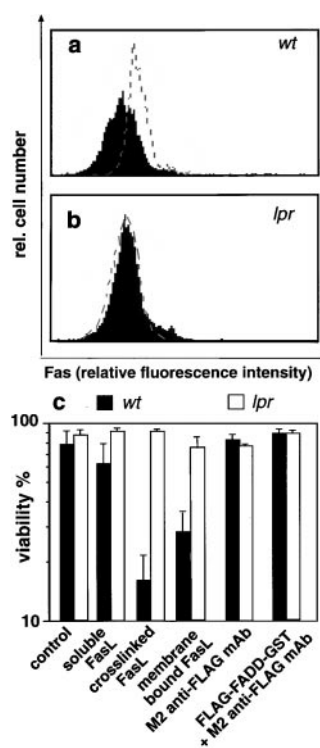 a
wt
rel. cell number
b
lpr
Fas (relative fluorescence intensity)
c
wt
lpr
100
viability %
10
control
soluble
FasL
crosslinked
FasL
membrane
bound FasL
M2 anti-FLAG mAb
FLAG-FADD-GST
+ M2 anti-FLAG mAb